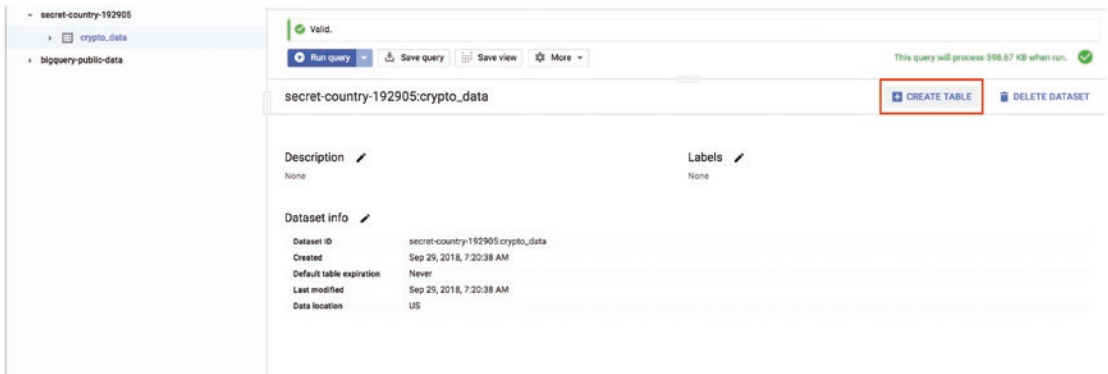 secret-country-192905
crypto_data
bigquery-public-data
Valid.
Run query Save query Save view More This query will process 398.67 KB when run.
secret-country-192905:crypto_data CREATE TABLE DELETE DATASET
Description Labels
None None
Dataset info
Dataset ID secret-country-192905:crypto_data
Created Sep 29, 2018, 7:20:38 AM
Default table expiration Never
Last modified Sep 29, 2018, 7:20:38 AM
Data location US